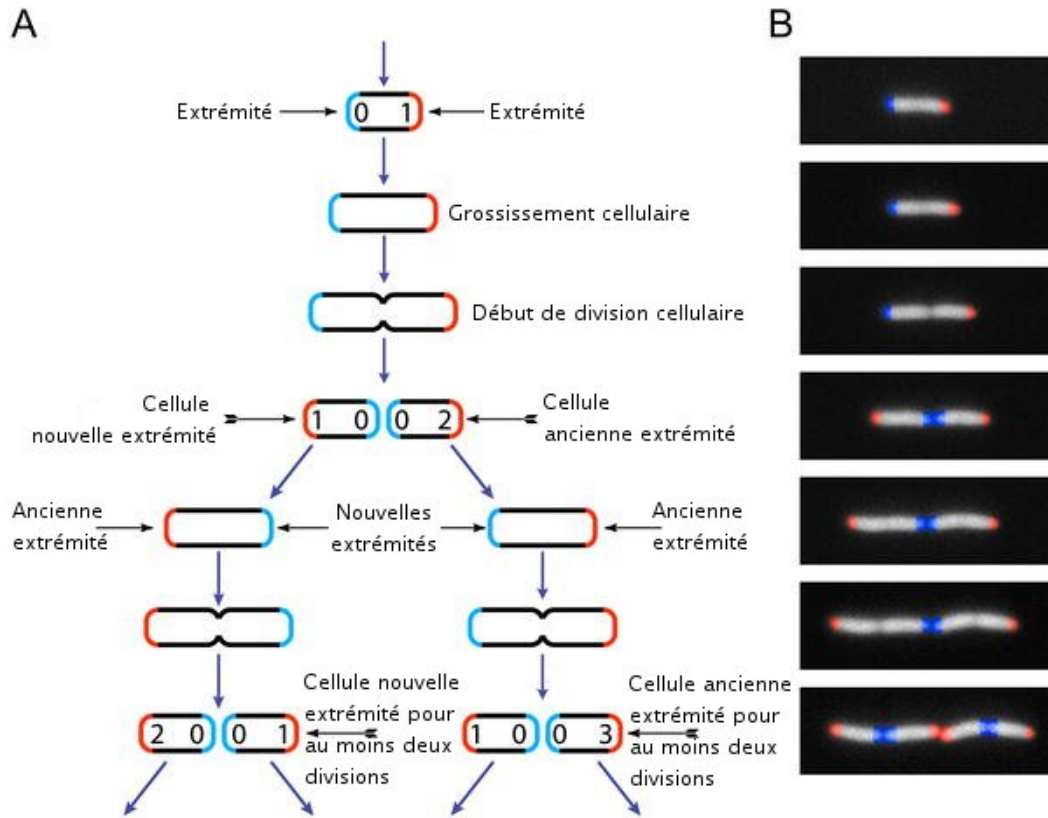 A
B
Extrémité
0 1
Extrémité
Grossissement cellulaire
Début de division cellulaire
Cellule
nouvelle extrémité
1 0
0 2
Cellule
ancienne extrémité
Ancienne
extrémité
Nouvelles
extrémités
Ancienne
extrémité
2 0
0 1
Cellule nouvelle
extrémité pour
au moins deux
divisions
1 0
0 3
Cellule ancienne
extrémité pour
au moins deux
divisions